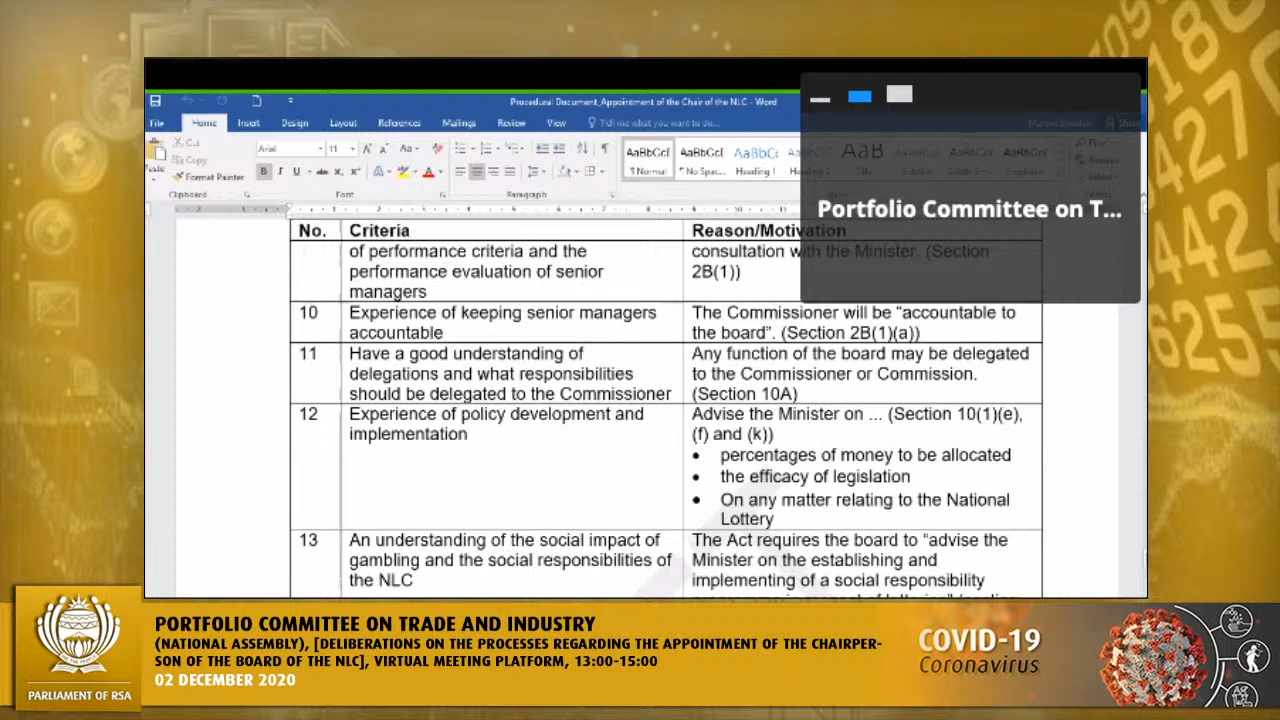 Procedural Document_Appointment of the Chair of the NLC - Word
File Home Insert Design Layout References Mailings Review View Tell me what you want to do...
Cut
Copy
Format Painter
Arial 11
AaBbCcI AaBbCcI AaBbCc
¶ Normal ¶ No Spac... Heading 1
Clipboard Font Paragraph
Portfolio Committee on T...
No. Criteria Reason/Motivation
of performance criteria and the consultation with the Minister. (Section
performance evaluation of senior 2B(1))
managers
10 Experience of keeping senior managers The Commissioner will be “accountable to
accountable the board”. (Section 2B(1)(a))
11 Have a good understanding of Any function of the board may be delegated
delegations and what responsibilities to the Commissioner or Commission.
should be delegated to the Commissioner (Section 10A)
12 Experience of policy development and Advise the Minister on ... (Section 10(1)(e),
implementation (f) and (k))
• percentages of money to be allocated
• the efficacy of legislation
• On any matter relating to the National
Lottery
13 An understanding of the social impact of The Act requires the board to “advise the
gambling and the social responsibilities of Minister on the establishing and
the NLC implementing of a social responsibility
PORTFOLIO COMMITTEE ON TRADE AND INDUSTRY
(NATIONAL ASSEMBLY), [DELIBERATIONS ON THE PROCESSES REGARDING THE APPOINTMENT OF THE CHAIRPER-
SON OF THE BOARD OF THE NLC], VIRTUAL MEETING PLATFORM, 13:00-15:00
02 DECEMBER 2020
PARLIAMENT OF RSA
COVID-19
Coronavirus